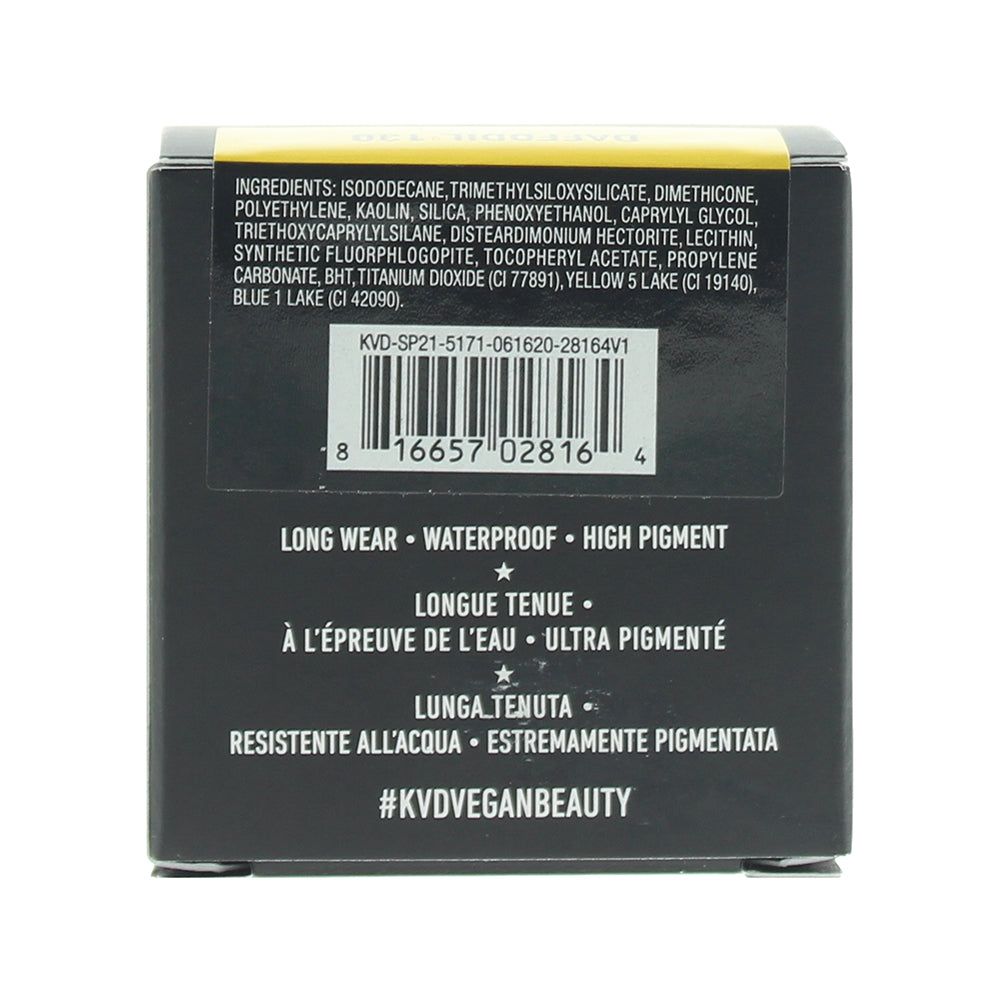 DAFFODIL 130
INGREDIENTS: ISODODECANE, TRIMETHYLSILOXYSILICATE, DIMETHICONE,
POLYETHYLENE, KAOLIN, SILICA, PHENOXYETHANOL, CAPRYLYL GLYCOL,
TRIETHOXYCAPRYLYLSILANE, DISTEARDIMONIUM HECTORITE, LECITHIN,
SYNTHETIC FLUORPHLOGOPITE, TOCOPHERYL ACETATE, PROPYLENE
CARBONATE, BHT, TITANIUM DIOXIDE (CI 77891), YELLOW 5 LAKE (CI 19140),
BLUE 1 LAKE (CI 42090).
KVD-SP21-5171-061620-28164V1
8 16657 02816 4
LONG WEAR • WATERPROOF • HIGH PIGMENT
★
LONGUE TENUE •
À L'ÉPREUVE DE L'EAU • ULTRA PIGMENTÉ
★
LUNGA TENUTA •
RESISTENTE ALL'ACQUA • ESTREMAMENTE PIGMENTATA
#KVDVEGANBEAUTY